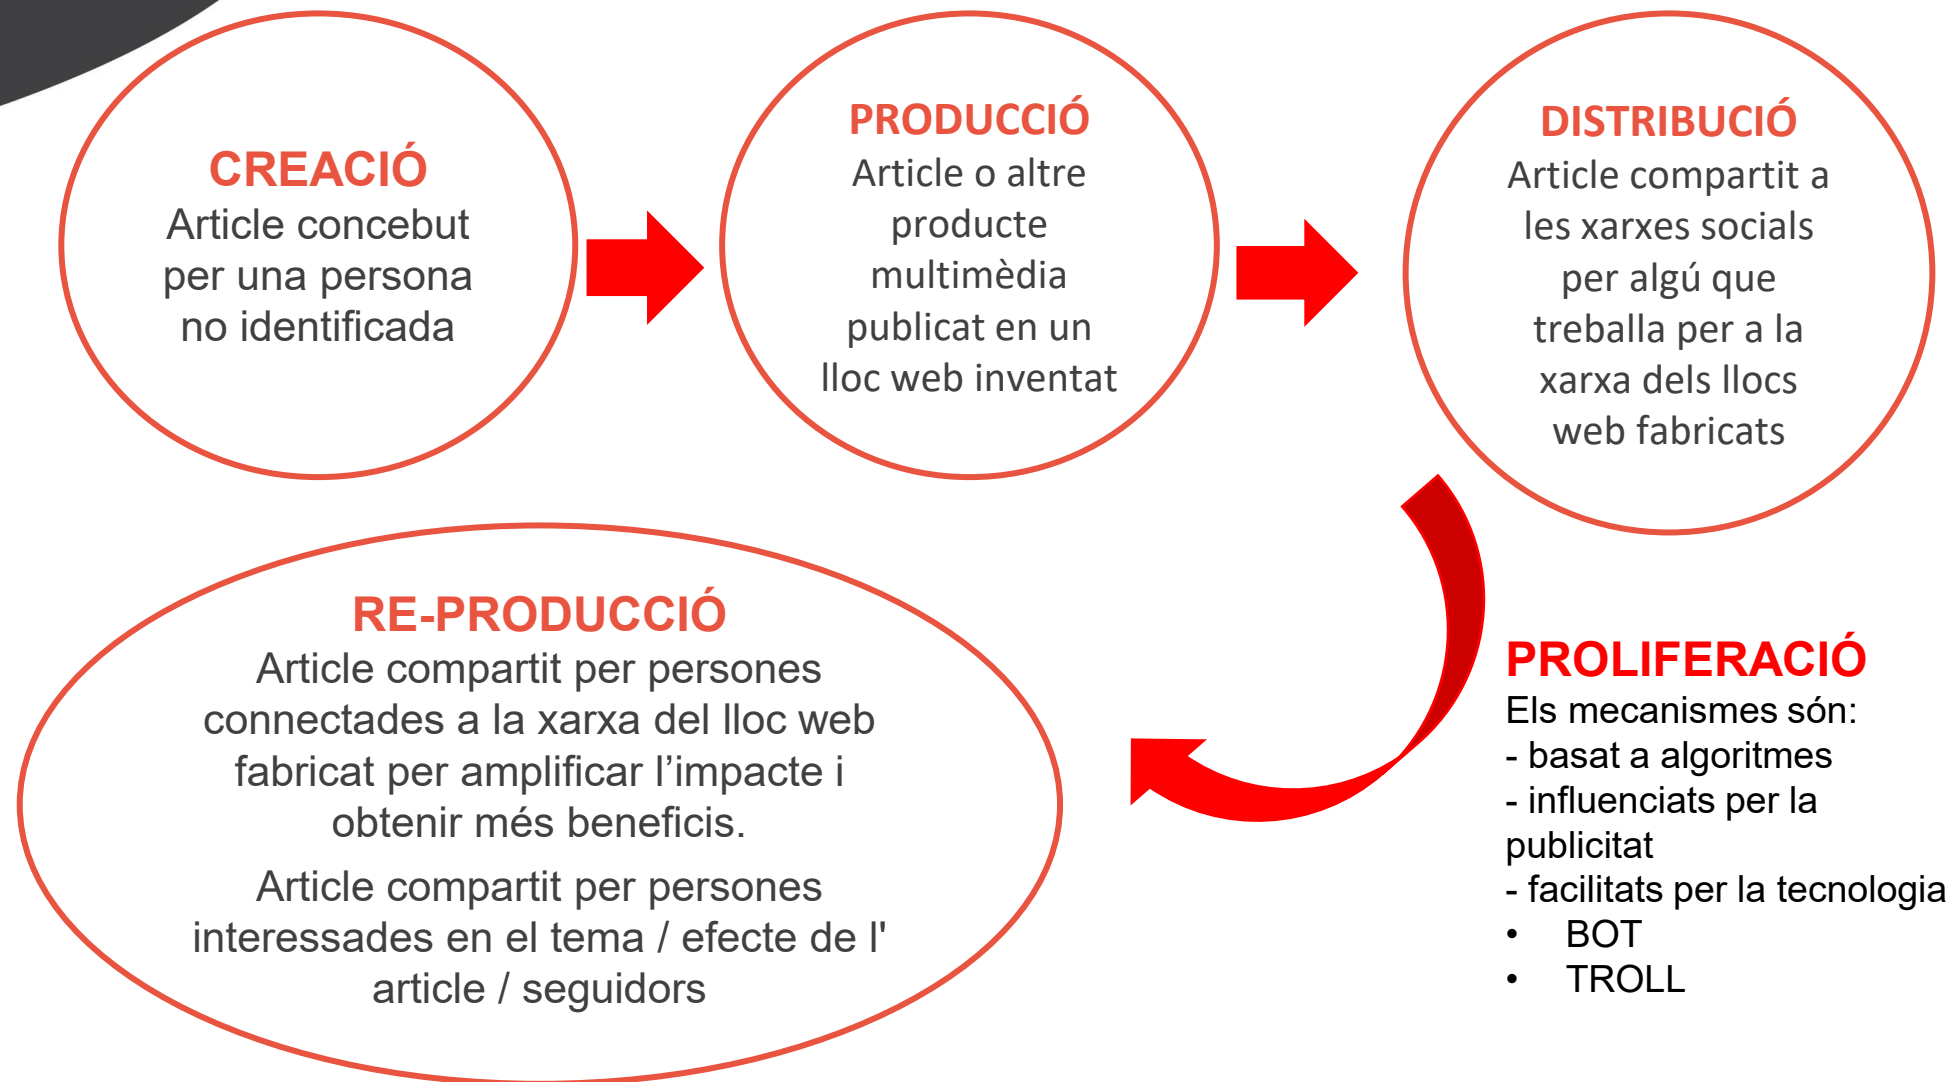 CREACIÓ
Article concebut
per una persona
no identificada
PRODUCCIÓ
Article o altre
producte
multimèdia
publicat en un
lloc web inventat
DISTRIBUCIÓ
Article compartit a
les xarxes socials
per algú que
treballa per a la
xarxa dels llocs
web fabricats
RE-PRODUCCIÓ
Article compartit per persones
connectades a la xarxa del lloc web
fabricat per amplificar l’impacte i
obtenir més beneficis.
Article compartit per persones
interessades en el tema / efecte de l'
article / seguidors
PROLIFERACIÓ
Els mecanismes són:
- basat a algoritmes
- influenciats per la
publicitat
- facilitats per la tecnologia
• BOT
• TROLL